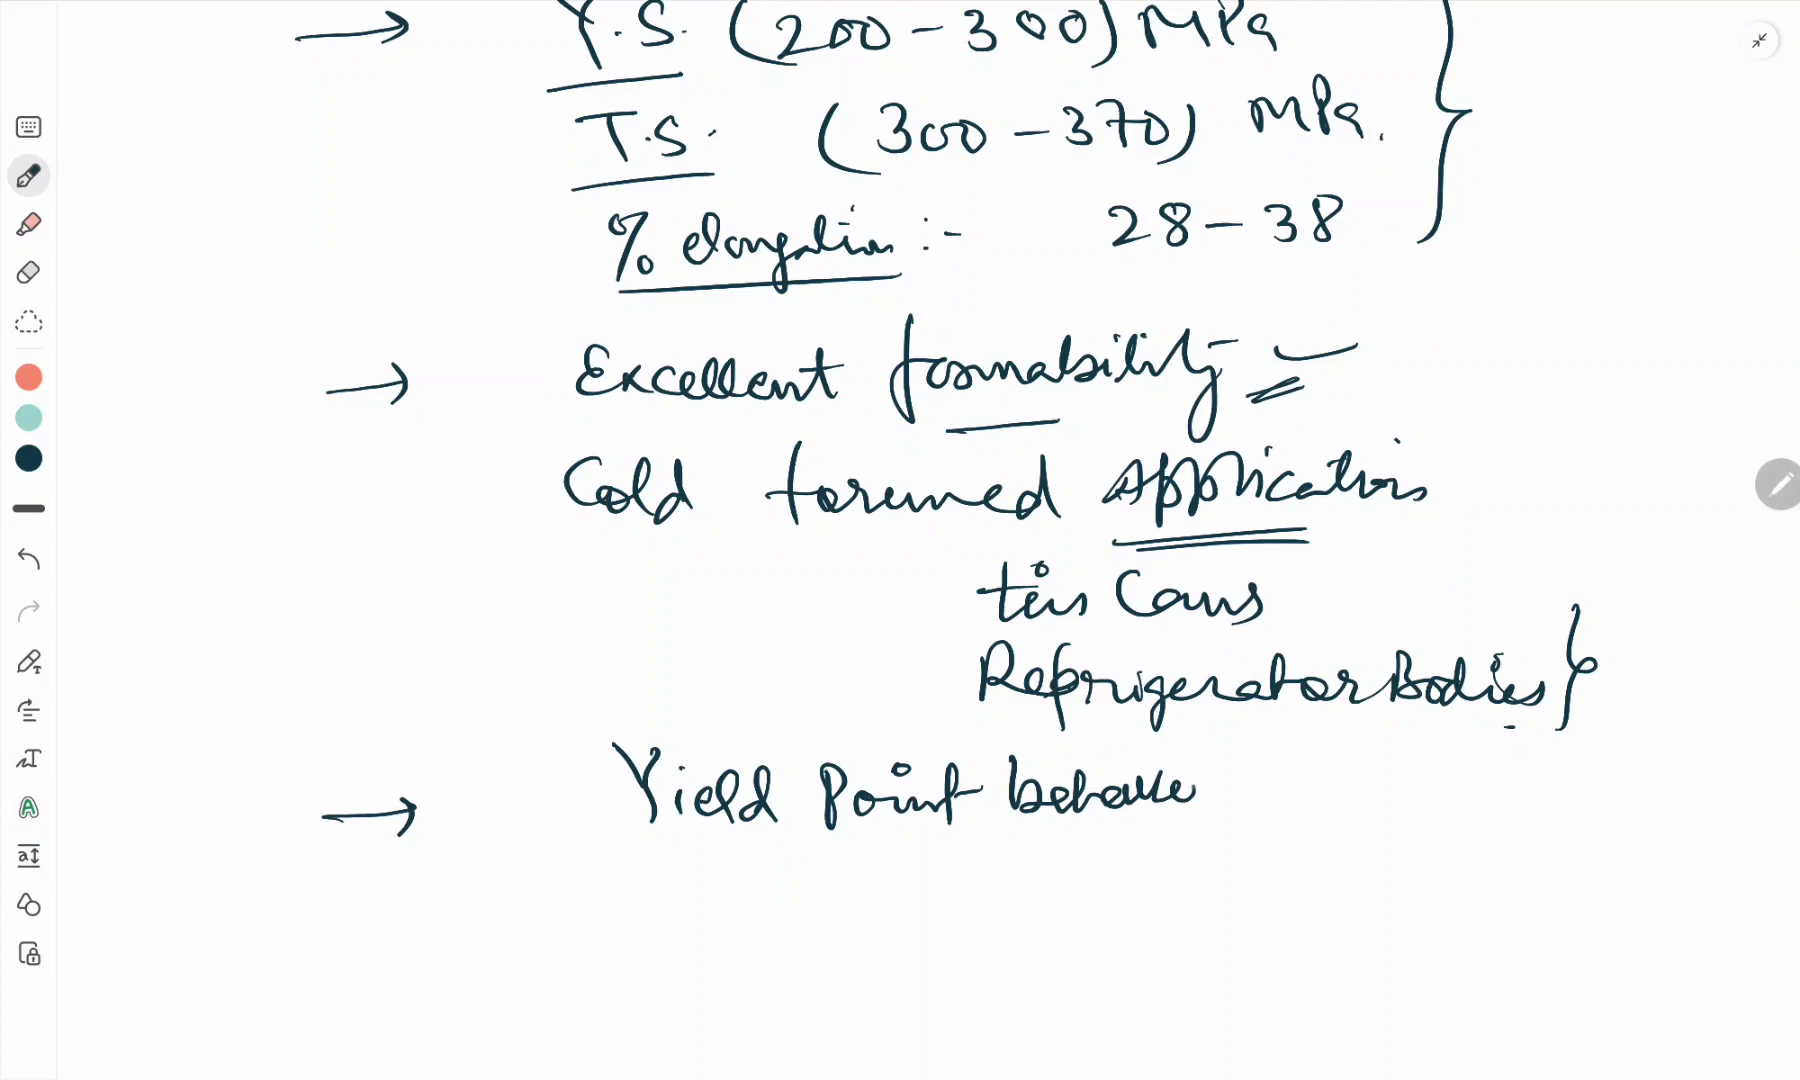 → Y.S. (200-300) MPa
T.S. (300-370) MPa.
% elongation :- 28-38
→ Excellent formability
Cold formed Applications
tin Cans
Refrigerator Bodies
→ Yield Point behave